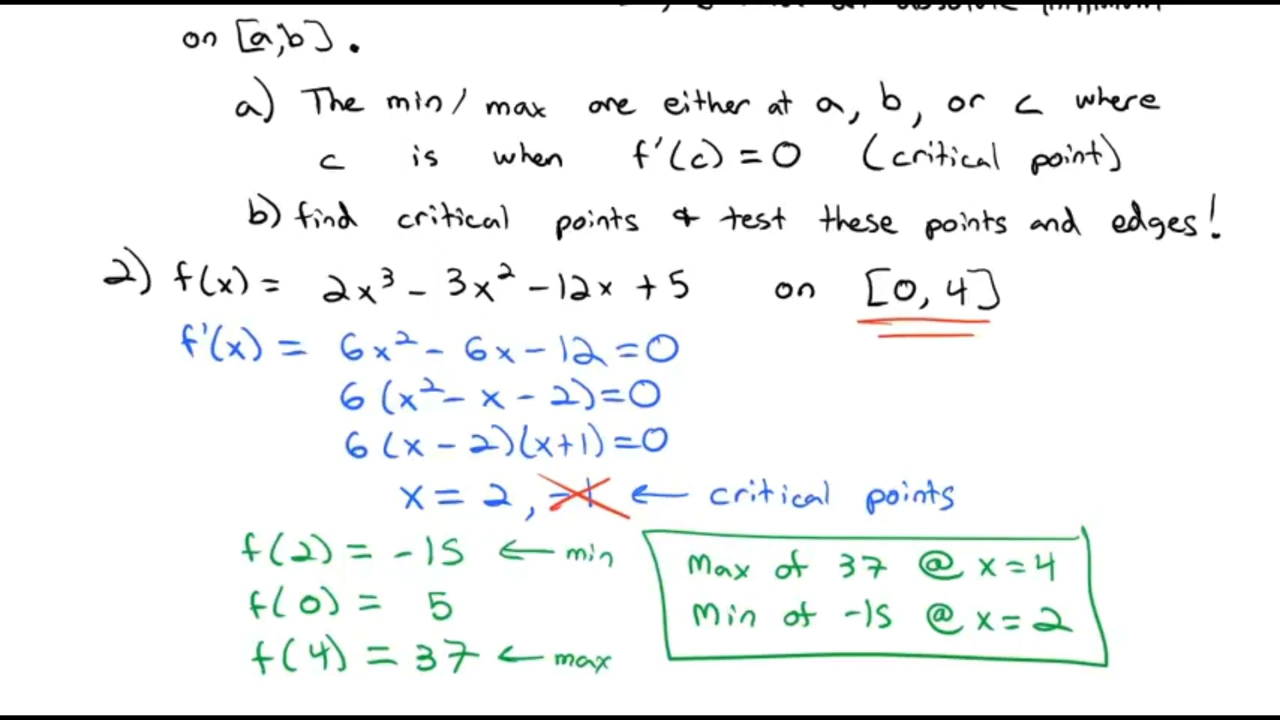 absolute minimum
on [a,b].
a) The min/max are either at a, b, or c where
c is when f'(c) = 0 (critical point)
b) find critical points & test these points and edges!
2) f(x) = 2x³ - 3x² - 12x + 5 on [0, 4]
f'(x) = 6x² - 6x - 12 = 0
6(x² - x - 2) = 0
6(x - 2)(x+1) = 0
x = 2, -1 ← critical points
f(2) = -15 ← min
f(0) = 5
f(4) = 37 ← max
Max of 37 @ x = 4
Min of -15 @ x = 2